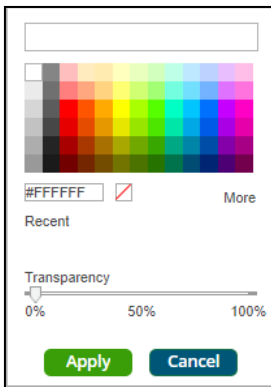 #FFFFFF
More
Recent
Transparency
0% 50% 100%
Apply Cancel